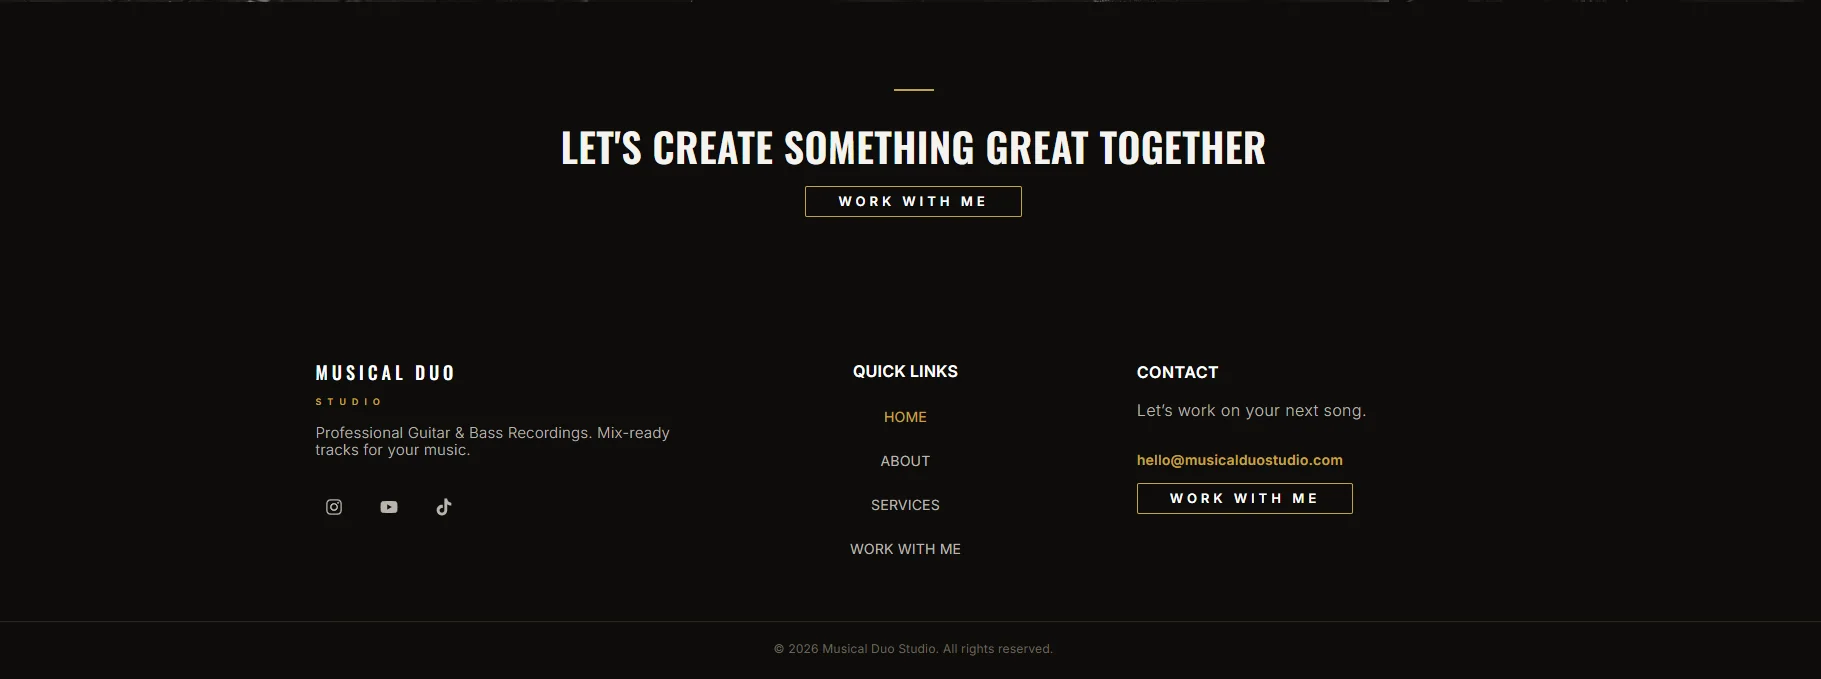 LET'S CREATE SOMETHING GREAT TOGETHER
WORK WITH ME
MUSICAL DUO
STUDIO
Professional Guitar & Bass Recordings. Mix-ready
tracks for your music.
QUICK LINKS
HOME
ABOUT
SERVICES
WORK WITH ME
CONTACT
Let’s work on your next song.
hello@musicalduostudio.com
WORK WITH ME
© 2026 Musical Duo Studio. All rights reserved.